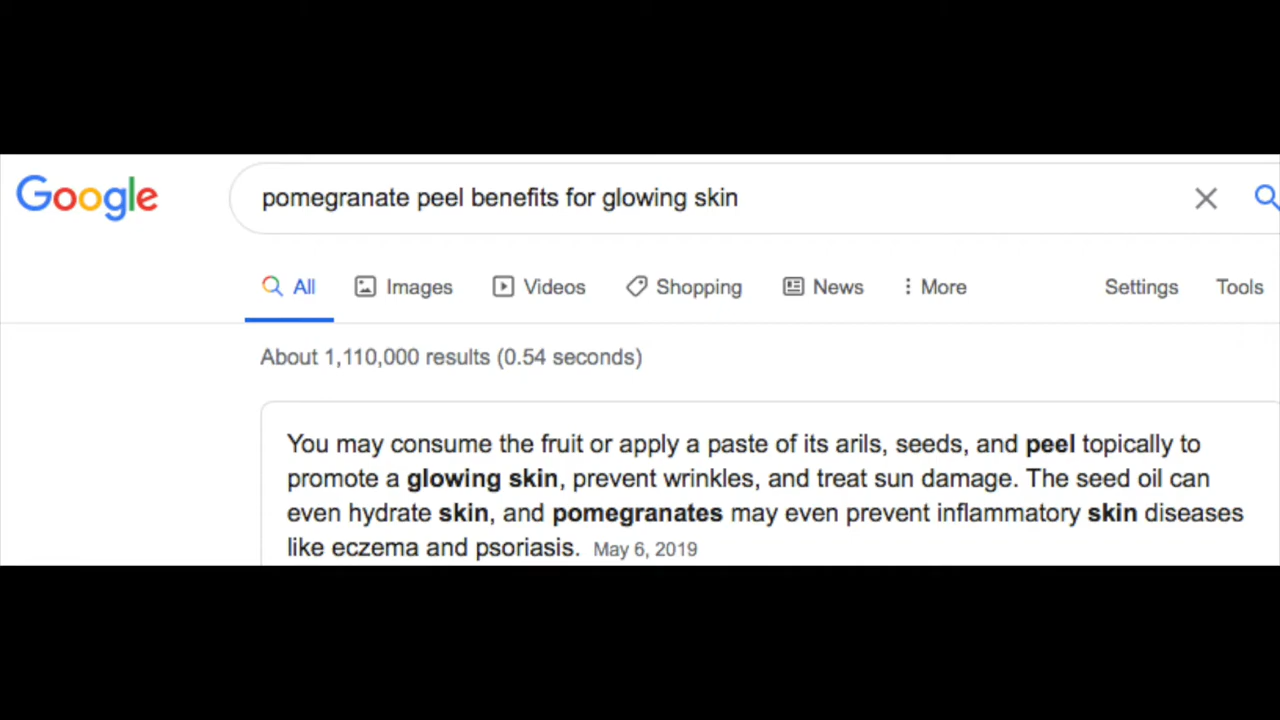 Google
pomegranate peel benefits for glowing skin
All Images Videos Shopping News More Settings Tools
About 1,110,000 results (0.54 seconds)
You may consume the fruit or apply a paste of its arils, seeds, and peel topically to
promote a glowing skin, prevent wrinkles, and treat sun damage. The seed oil can
even hydrate skin, and pomegranates may even prevent inflammatory skin diseases
like eczema and psoriasis. May 6, 2019